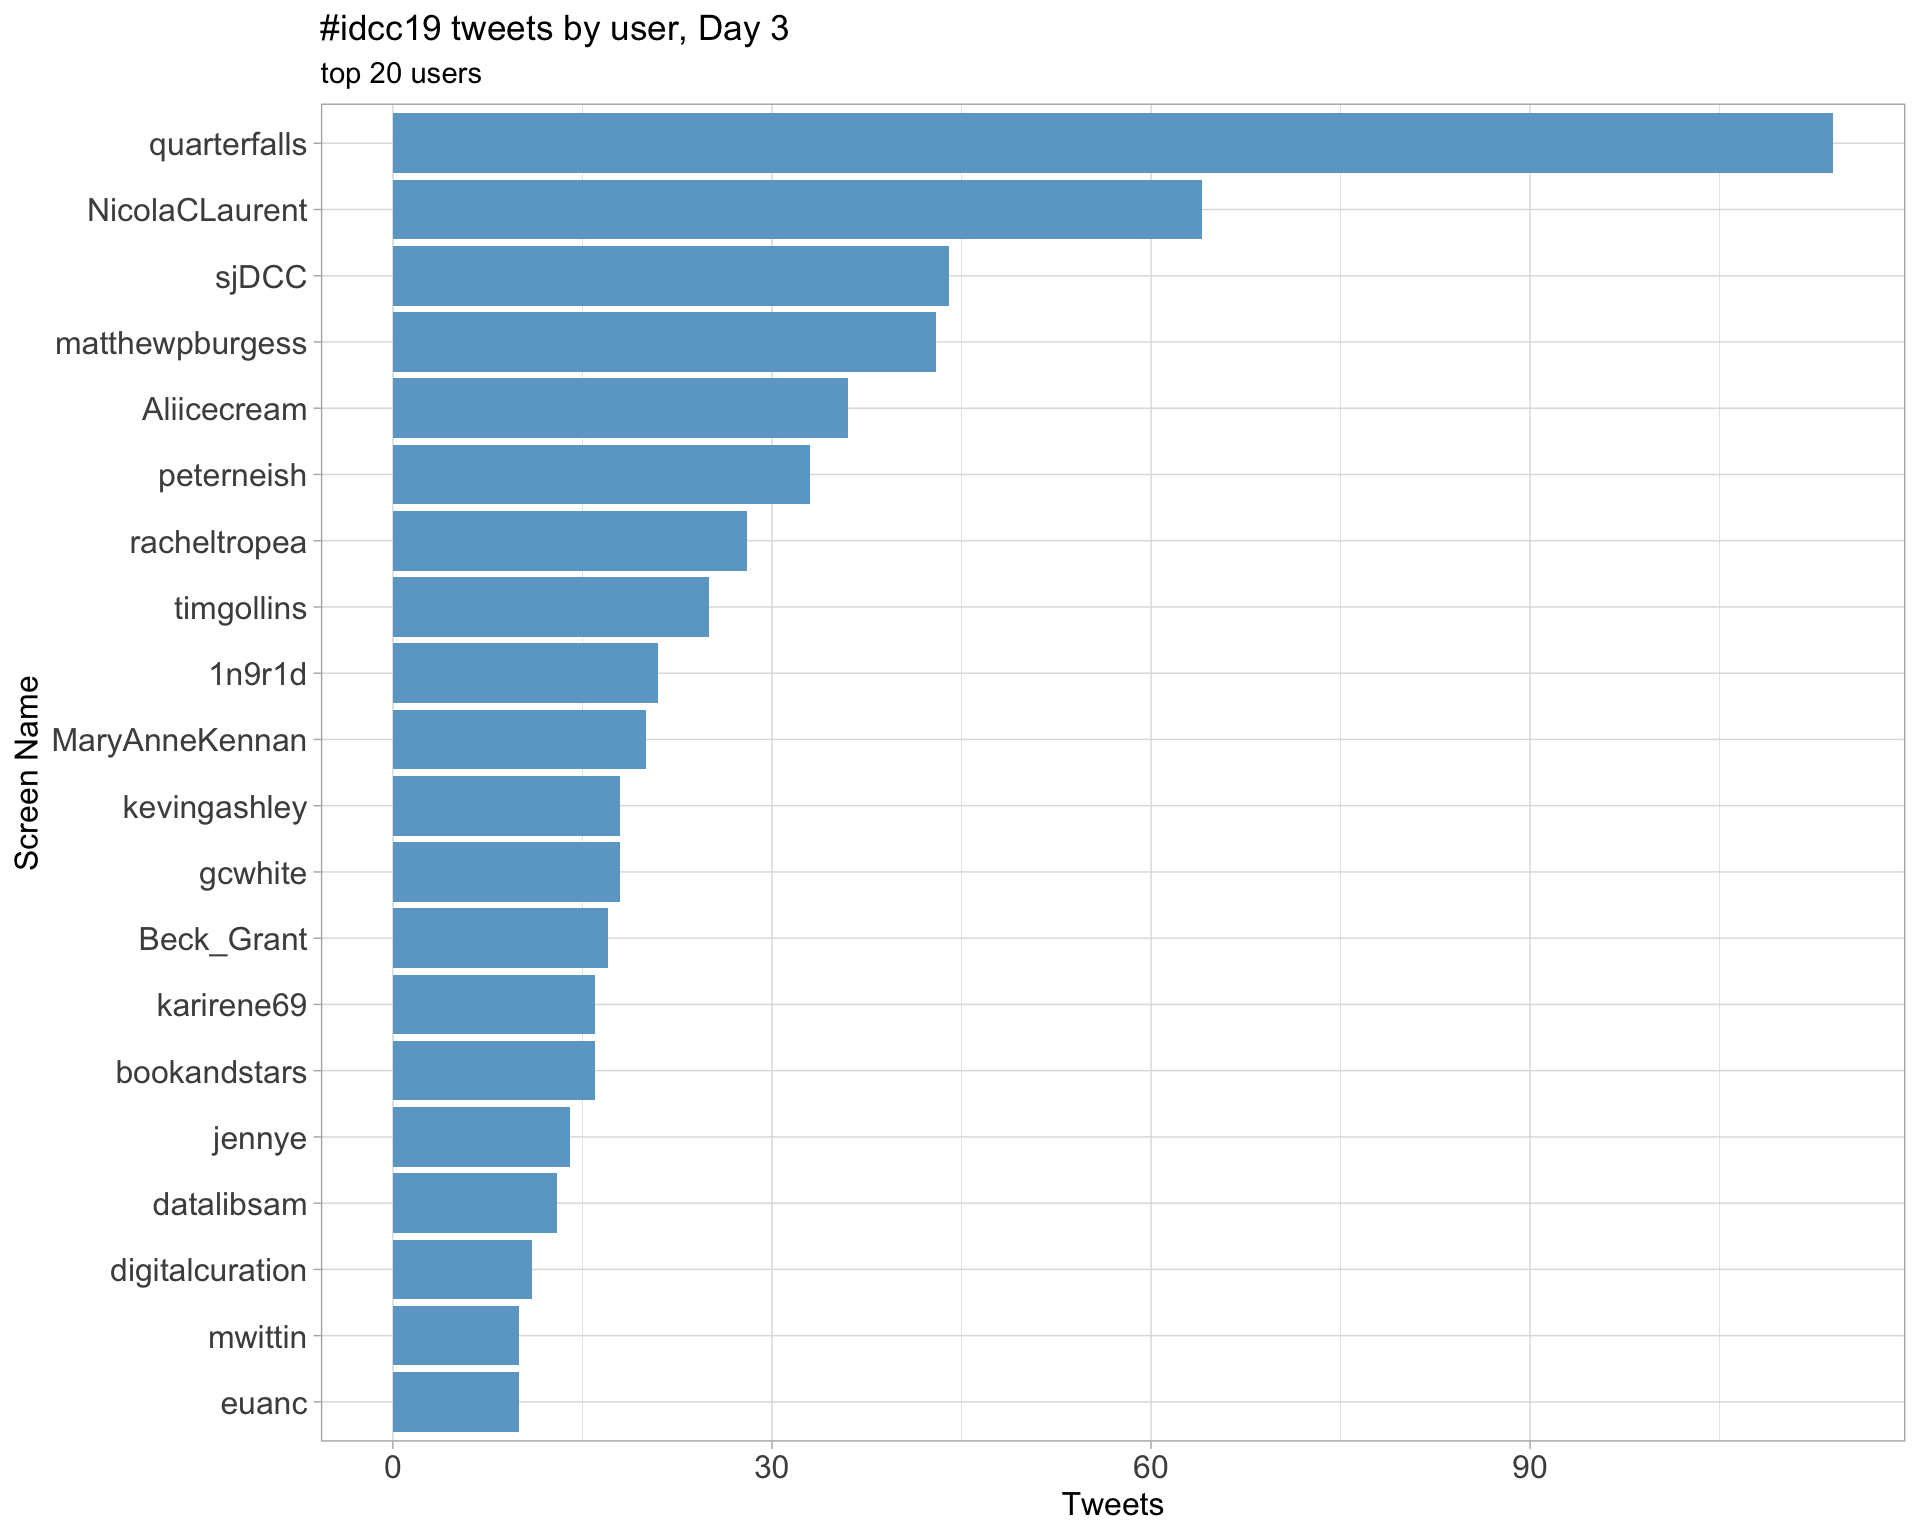 #idcc19 tweets by user, Day 3
top 20 users
quarterfalls
NicolaCLaurent
sjDCC
matthewpburgess
Aliicecream
peterneish
racheltropea
timgollins
1n9r1d
MaryAnneKennan
kevingashley
gcwhite
Beck_Grant
karirene69
bookandstars
jennye
datalibsam
digitalcuration
mwittin
euanc
Screen Name
0 30 60 90
Tweets